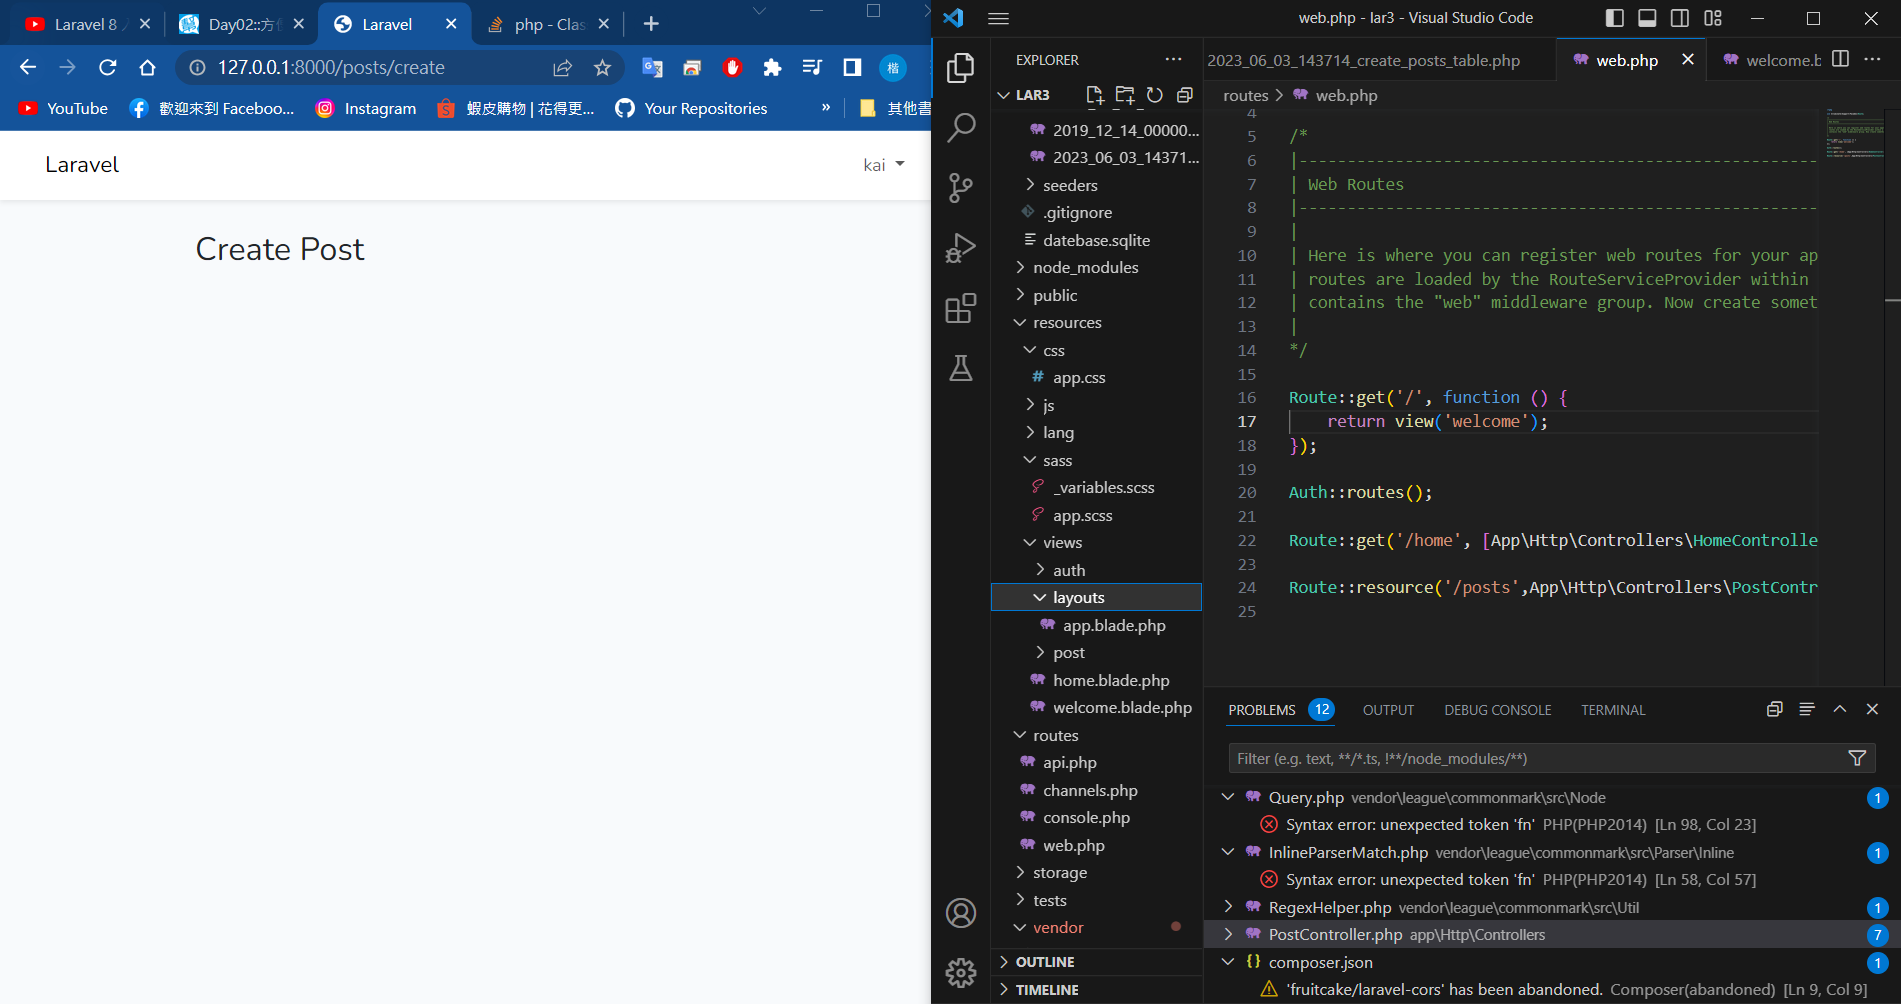 Laravel 8
Day02::方
Laravel
php - Clas
127.0.0.1:8000/posts/create
楷
YouTube
歡迎來到 Faceboo...
Instagram
蝦皮購物 | 花得更...
Your Repositories
»
其他書
Laravel
kai
Create Post
web.php - lar3 - Visual Studio Code
EXPLORER
LAR3
2019_12_14_00000...
2023_06_03_14371...
seeders
.gitignore
datebase.sqlite
node_modules
public
resources
css
# app.css
js
lang
sass
_variables.scss
app.scss
views
auth
layouts
app.blade.php
post
home.blade.php
welcome.blade.php
routes
api.php
channels.php
console.php
web.php
storage
tests
vendor
OUTLINE
TIMELINE
2023_06_03_143714_create_posts_table.php
web.php
welcome.b
routes > web.php
4
5 /*
6 |-------------------------------------------------------
7 | Web Routes
8 |-------------------------------------------------------
9 |
10 | Here is where you can register web routes for your ap
11 | routes are loaded by the RouteServiceProvider within
12 | contains the "web" middleware group. Now create somet
13 |
14 */
15
16 Route::get('/', function () {
17     return view('welcome');
18 });
19
20 Auth::routes();
21
22 Route::get('/home', [App\Http\Controllers\HomeControlle
23
24 Route::resource('/posts',App\Http\Controllers\PostContr
25
PROBLEMS 12 OUTPUT DEBUG CONSOLE TERMINAL
Filter (e.g. text, **/*.ts, !**/node_modules/**)
Query.php vendor\league\commonmark\src\Node 1
Syntax error: unexpected token 'fn' PHP(PHP2014) [Ln 98, Col 23]
InlineParserMatch.php vendor\league\commonmark\src\Parser\Inline 1
Syntax error: unexpected token 'fn' PHP(PHP2014) [Ln 58, Col 57]
RegexHelper.php vendor\league\commonmark\src\Util 1
PostController.php app\Http\Controllers 7
{} composer.json 1
'fruitcake/laravel-cors' has been abandoned. Composer(abandoned) [Ln 9, Col 9]